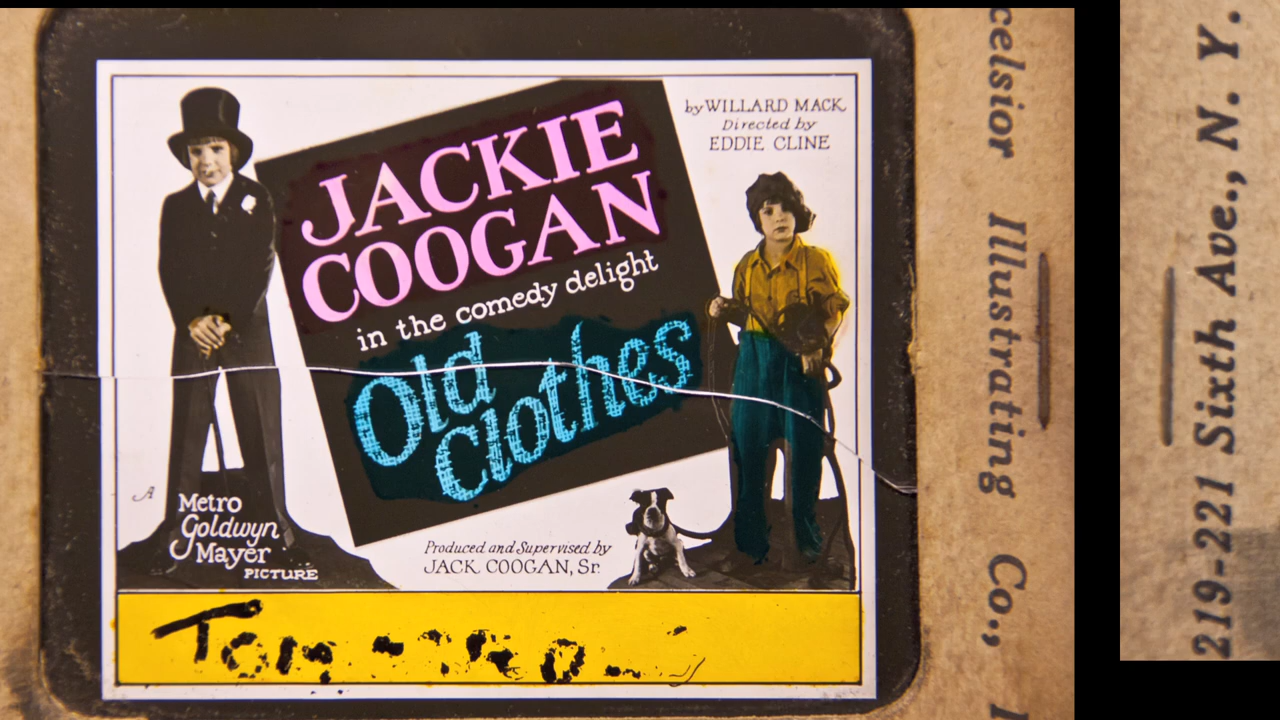 JACKIE
COOGAN
in the comedy delight
Old
Clothes
by WILLARD MACK
Directed by
EDDIE CLINE
A
Metro
Goldwyn
Mayer
PICTURE
Produced and Supervised by
JACK COOGAN, Sr.
celsior Illustrating Co.,
219-221 Sixth Ave., N. Y.